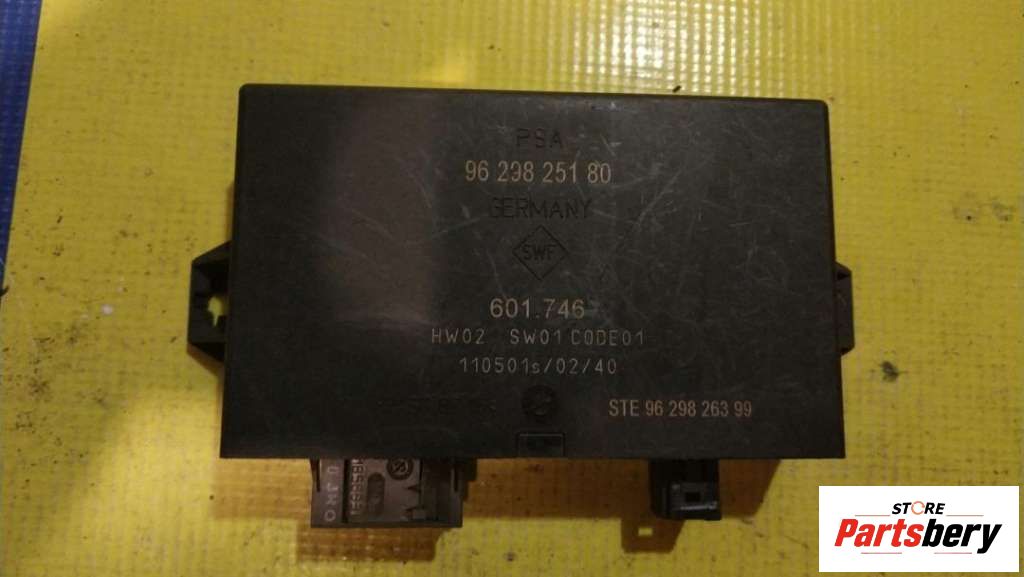 PSA
96 298 251 80
GERMANY
SWF
601.746
HW02 SW01 CODE01
110501s/02/40
STE 96 298 263 99
STORE
Partsbery